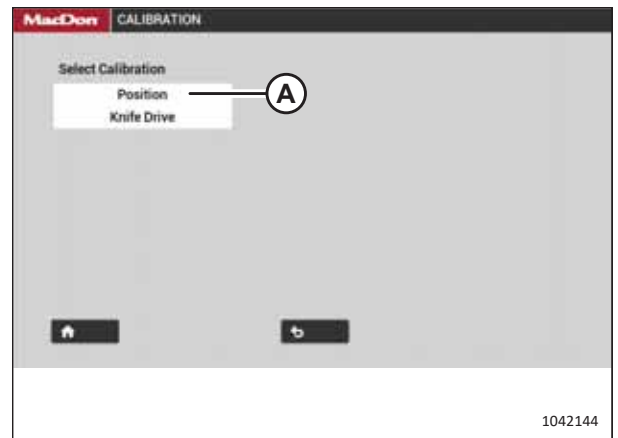 MacDon CALIBRATION
Select Calibration
Position
A
Knife Drive
1042144